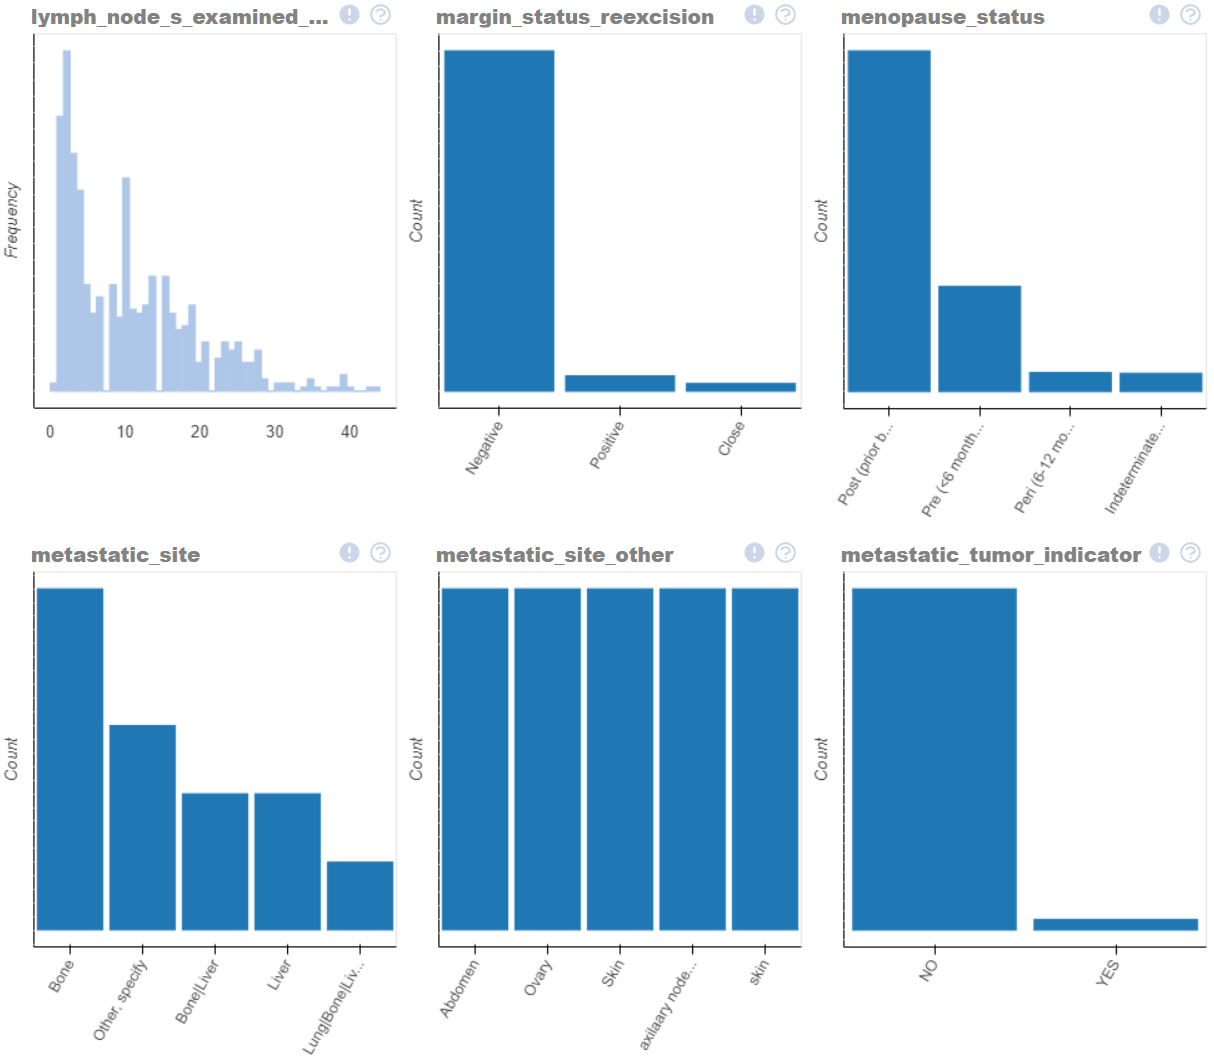 lymph_node_s_examined_...
margin_status_reexcision
menopause_status
Frequency
0 10 20 30 40
Count
Negative
Positive
Close
Count
Post (prior b...
Pre (<6 month...
Peri (6-12 mo...
Indeterminate...
metastatic_site
metastatic_site_other
metastatic_tumor_indicator
Count
Bone
Other, specify
Bone|Liver
Liver
Lung|Bone|Liv...
Count
Abdomen
Ovary
Skin
axilaary node...
skin
Count
NO
YES